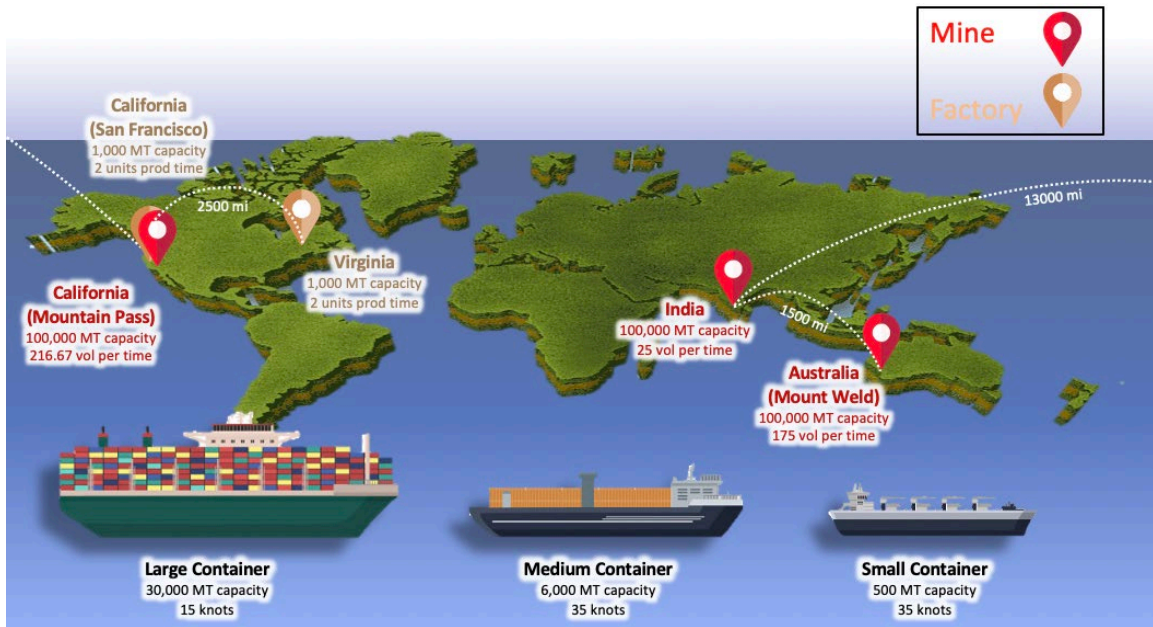 Mine
Factory
California
(San Francisco)
1,000 MT capacity
2 units prod time
2500 mi
13000 mi
Virginia
1,000 MT capacity
2 units prod time
California
(Mountain Pass)
100,000 MT capacity
216.67 vol per time
India
100,000 MT capacity
25 vol per time
1500 mi
Australia
(Mount Weld)
100,000 MT capacity
175 vol per time
Large Container
30,000 MT capacity
15 knots
Medium Container
6,000 MT capacity
35 knots
Small Container
500 MT capacity
35 knots